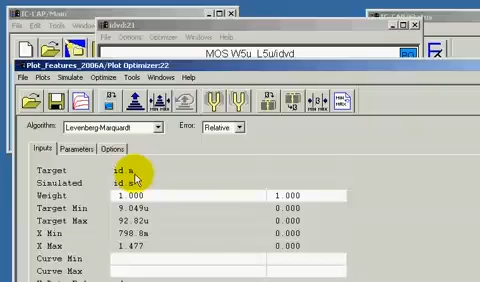 IC-CAP/Main
File Edit Tools
idvd:21
Plots Options Optimizer Windows Help
MOS W5u L5u/idvd
Plot_Features_2006A/Plot Optimizer:22
File Plots Simulate Optimize Tools Windows Help
Algorithm: Levenberg-Marquardt Error: Relative
Inputs Parameters Options
Target id.m
Simulated id.s
Weight 1.000 1.000
Target Min 9.049u 0.000
Target Max 92.82u 0.000
X Min 798.8m 0.000
X Max 1.477 0.000
Curve Min
Curve Max